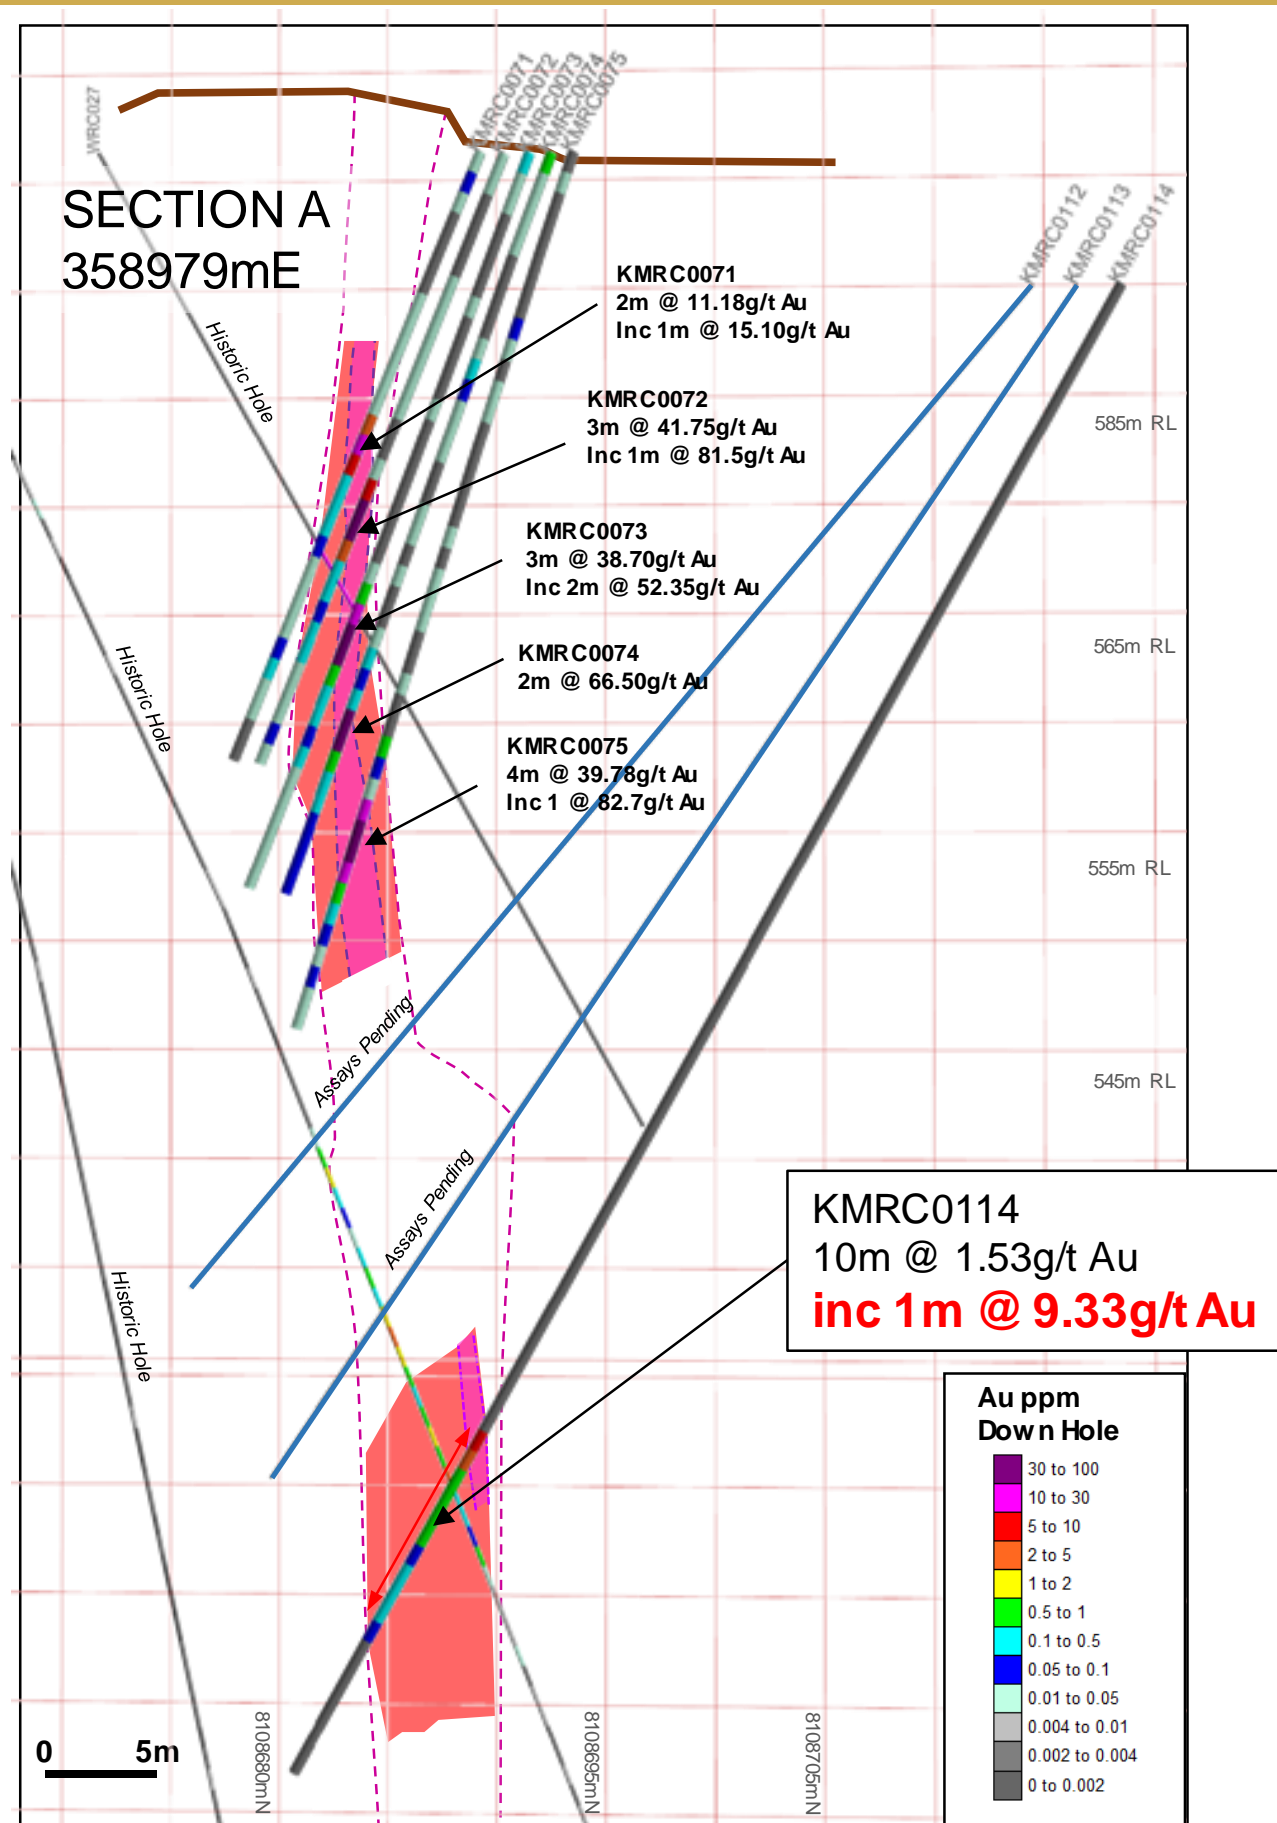 WRC027
KMRC0071
KMRC0072
KMRC0073
KMRC0074
KMRC0075
SECTION A
358979mE
KMRC0112
KMRC0113
KMRC0114
KMRC0071
2m @ 11.18g/t Au
Inc 1m @ 15.10g/t Au
Historic Hole
KMRC0072
3m @ 41.75g/t Au
Inc 1m @ 81.5g/t Au
585m RL
KMRC0073
3m @ 38.70g/t Au
Inc 2m @ 52.35g/t Au
Historic Hole
KMRC0074
2m @ 66.50g/t Au
565m RL
KMRC0075
4m @ 39.78g/t Au
Inc 1 @ 82.7g/t Au
555m RL
Assays Pending
545m RL
Assays Pending
KMRC0114
10m @ 1.53g/t Au
inc 1m @ 9.33g/t Au
Historic Hole
Au ppm
Down Hole
30 to 100
10 to 30
5 to 10
2 to 5
1 to 2
0.5 to 1
0.1 to 0.5
0.05 to 0.1
0.01 to 0.05
0.004 to 0.01
0.002 to 0.004
0 to 0.002
0 5m
8108680mN
8108695mN
8108705mN